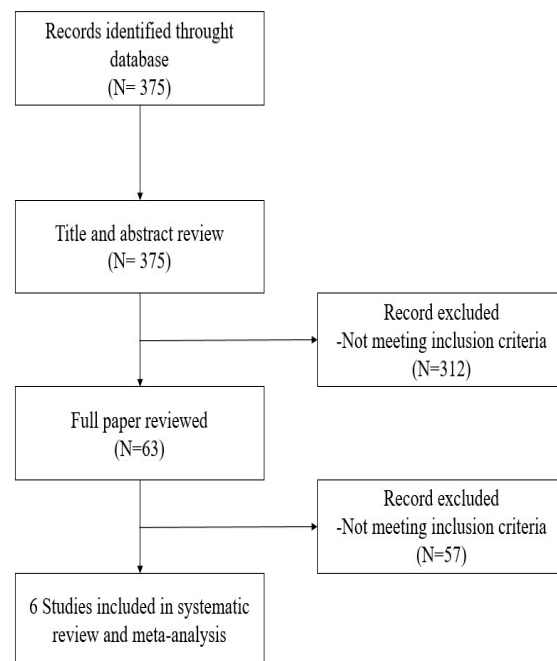 Records identified throught
database
(N= 375)
Title and abstract review
(N= 375)
Record excluded
-Not meeting inclusion criteria
(N=312)
Full paper reviewed
(N=63)
Record excluded
-Not meeting inclusion criteria
(N=57)
6 Studies included in systematic
review and meta-analysis